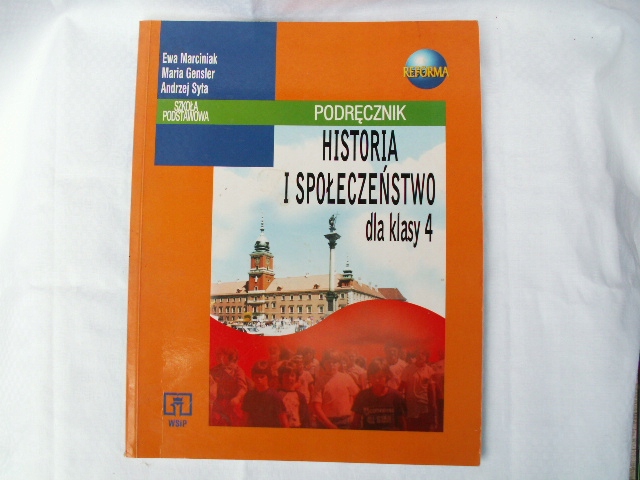 Ewa Marciniak
Maria Gensler
Andrzej Syta
REFORMA
SZKOŁA
PODSTAWOWA
PODRĘCZNIK
HISTORIA
I SPOŁECZEŃSTWO
dla klasy 4
WSiP